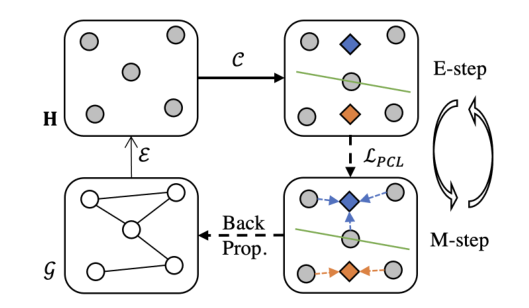 𝒞
E-step
H
ℰ
ℒ_PCL
Back
Prop.
M-step
𝒢